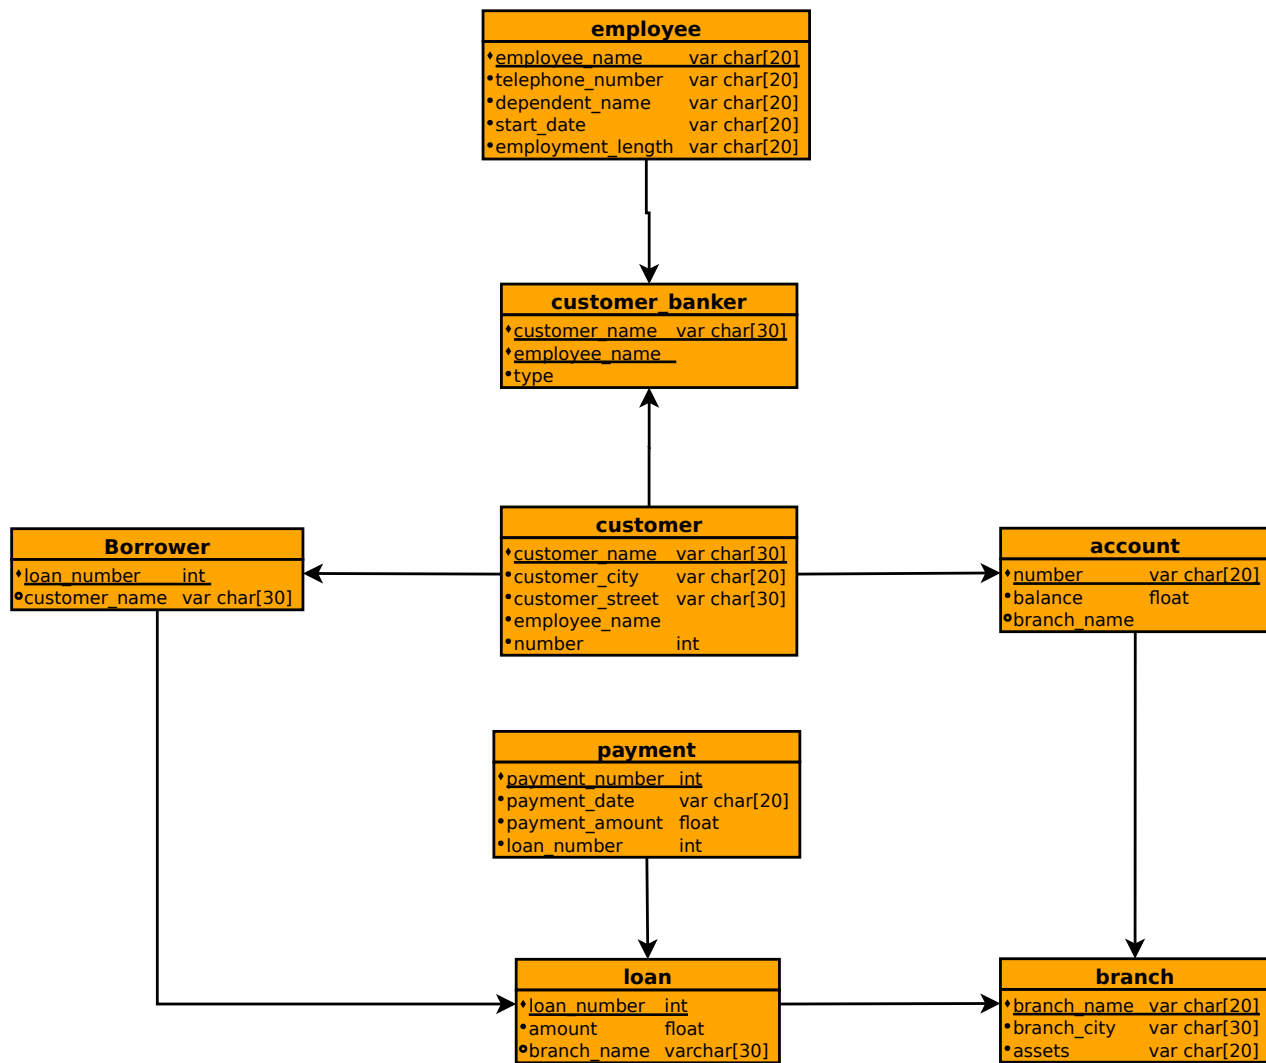 employee
employee_name var char[20]
telephone_number var char[20]
dependent_name var char[20]
start_date var char[20]
employment_length var char[20]
customer_banker
customer_name var char[30]
employee_name
type
Borrower
loan_number int
customer_name var char[30]
customer
customer_name var char[30]
customer_city var char[20]
customer_street var char[30]
employee_name
number int
account
number var char[20]
balance float
branch_name
payment
payment_number int
payment_date var char[20]
payment_amount float
loan_number int
loan
loan_number int
amount float
branch_name varchar[30]
branch
branch_name var char[20]
branch_city var char[30]
assets var char[20]